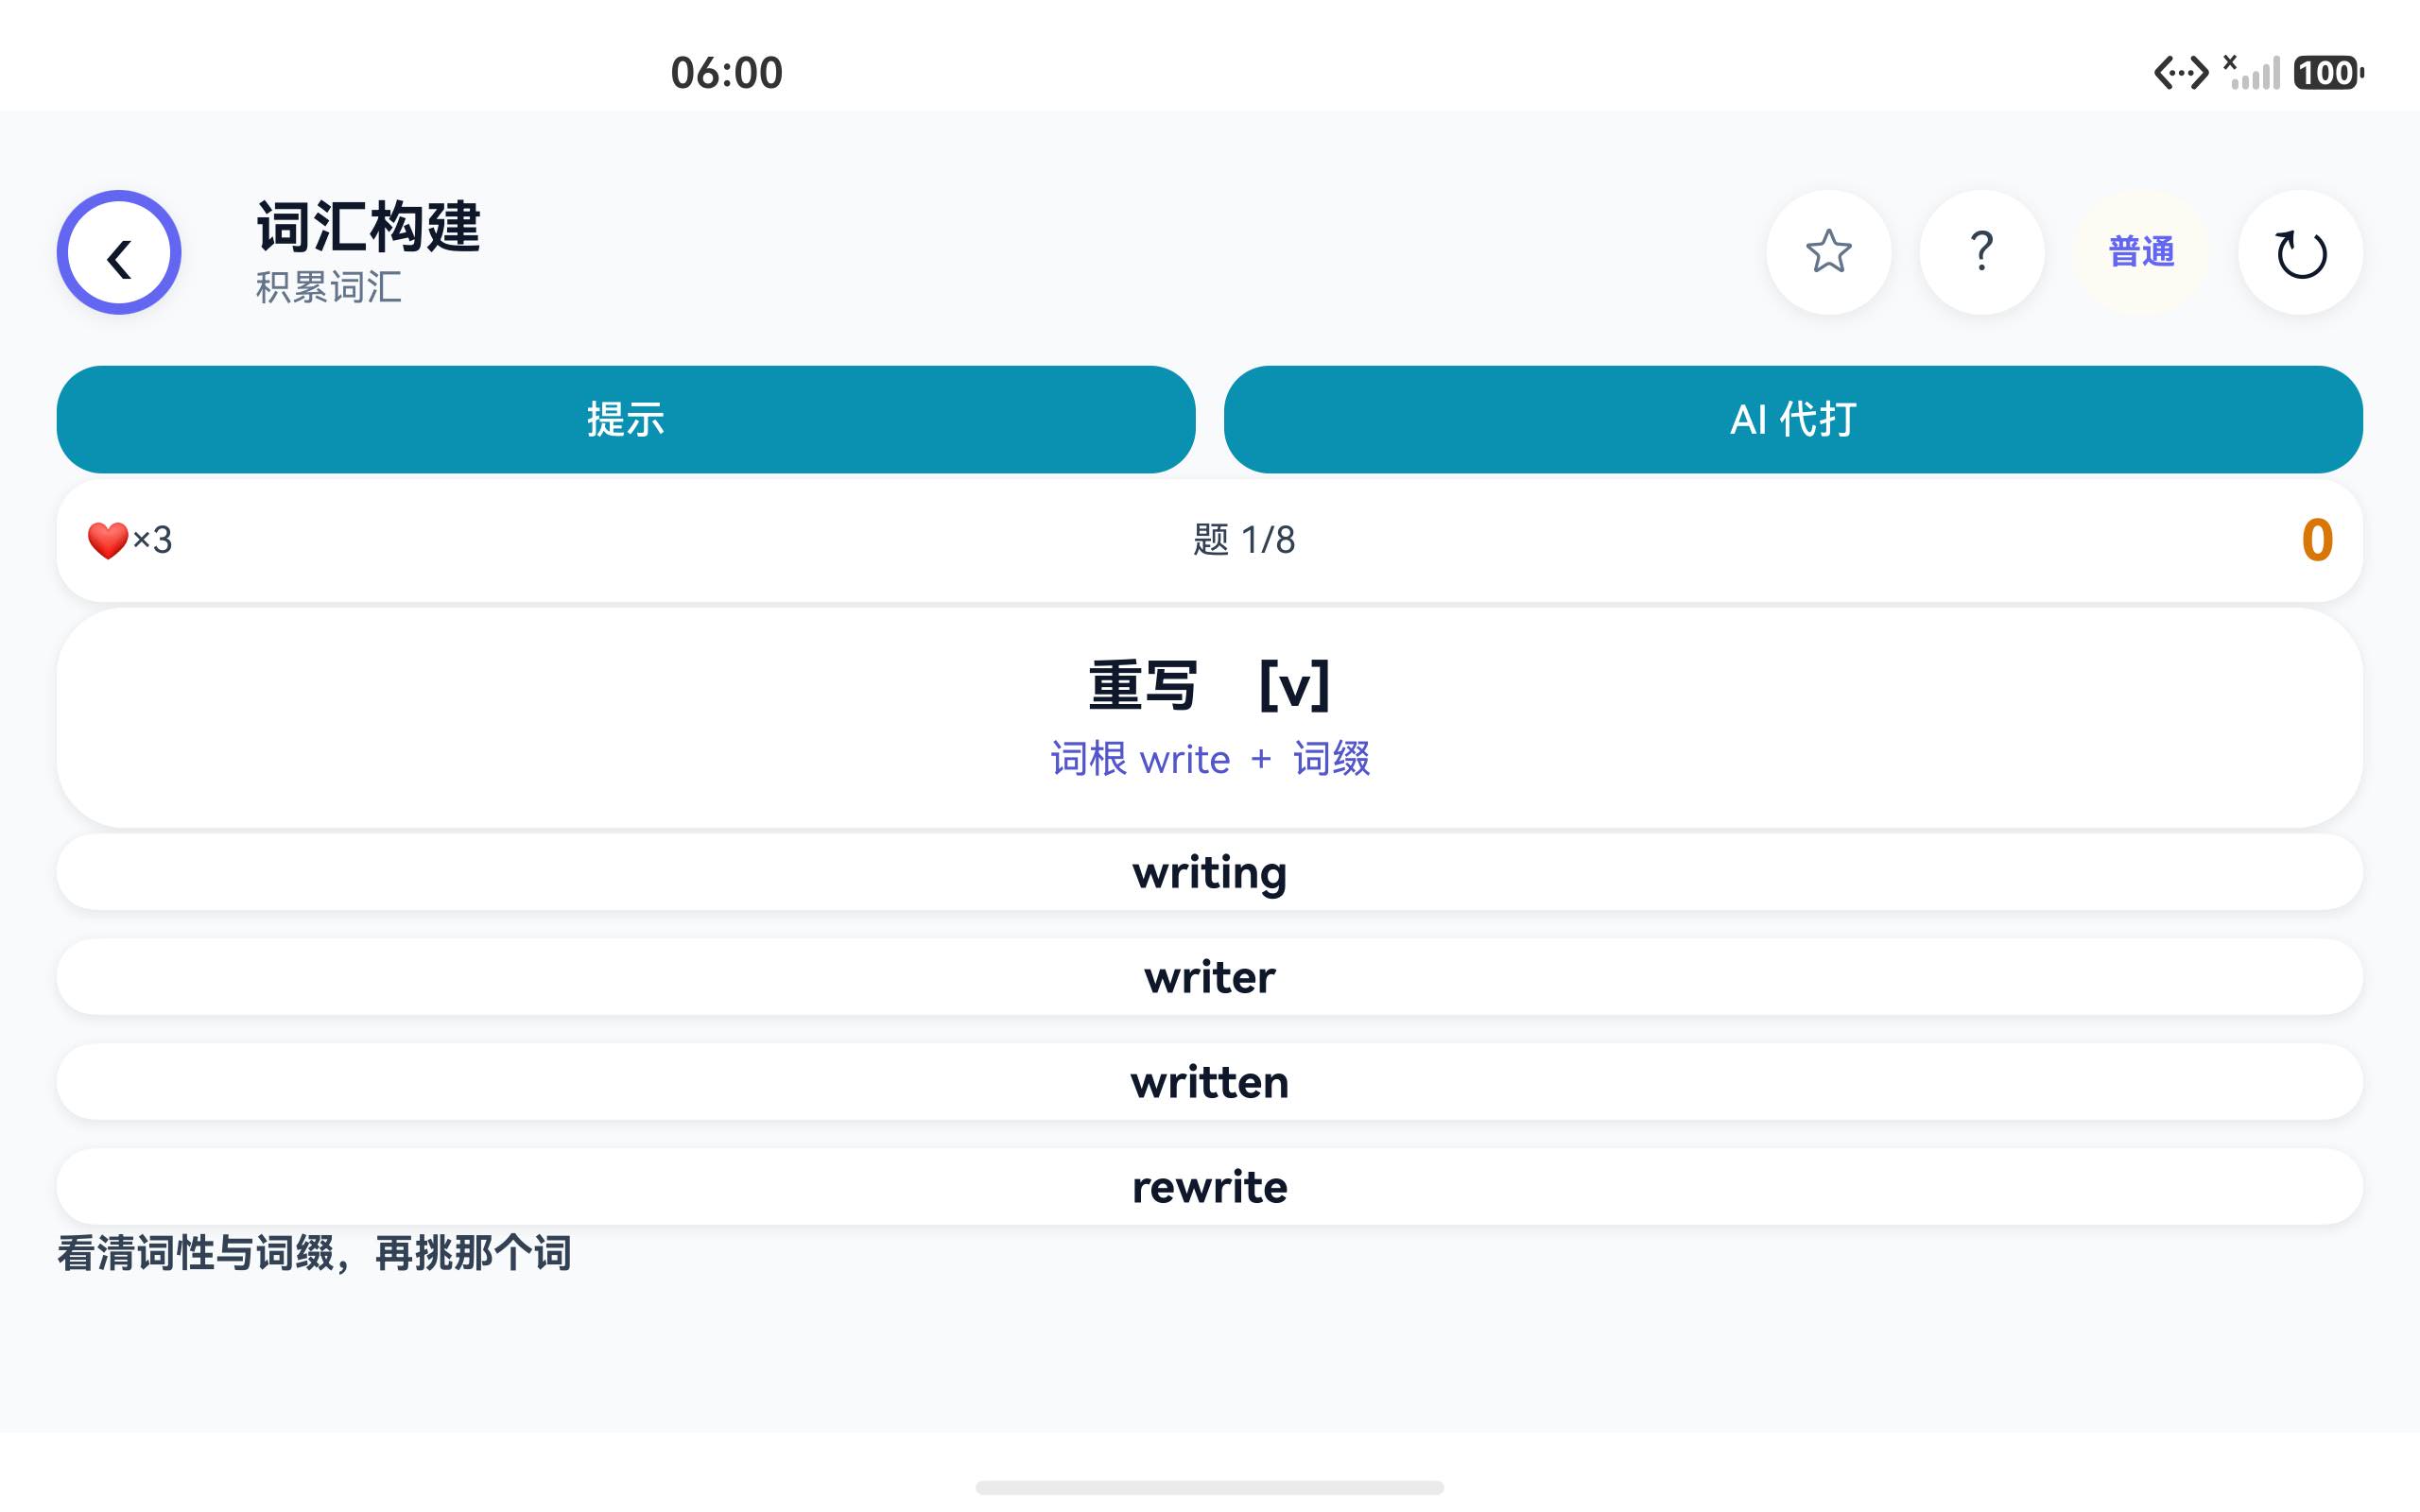 06:00
100
词汇构建
积累词汇
?
普通
提示
AI 代打
×3
题 1/8
0
重写 [v]
词根 write + 词缀
writing
writer
written
rewrite
看清词性与词缀，再挑那个词